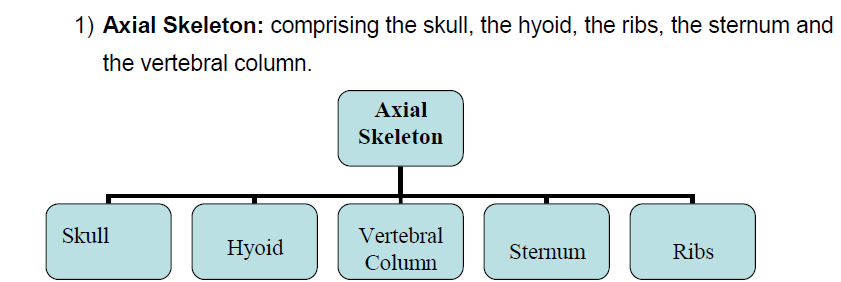 1) Axial Skeleton: comprising the skull, the hyoid, the ribs, the sternum and
the vertebral column.
Axial
Skeleton
Skull
Hyoid
Vertebral
Column
Sternum
Ribs